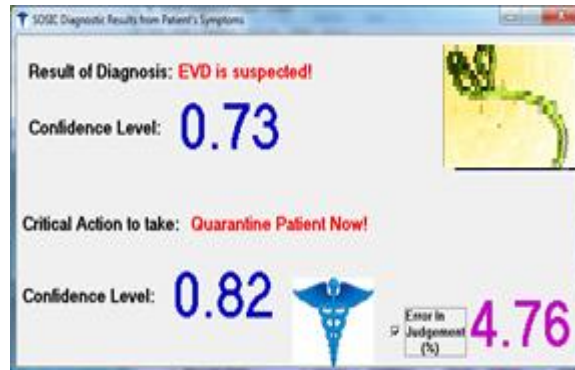 SOSIC Diagnostic Results from Patient's Symptoms
Result of Diagnosis: EVD is suspected!
Confidence Level: 0.73
Critical Action to take: Quarantine Patient Now!
Confidence Level: 0.82
Error In
Judgement
(%)
4.76